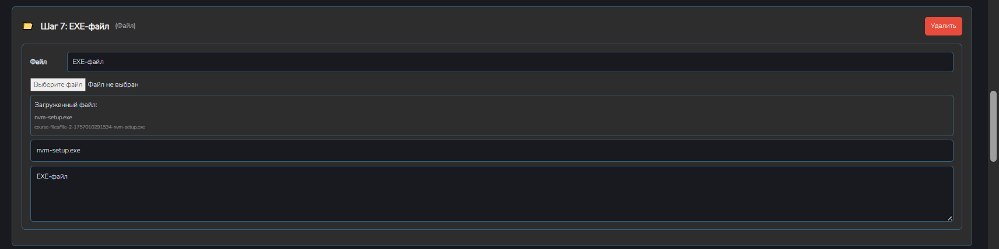 Шаг 7: EXE-файл (Файл)
Удалить
Файл
EXE-файл
Выберите файл Файл не выбран
Загруженный файл:
nvm-setup.exe
course-files/file-2-1757010291534-nvm-setup.exe
nvm-setup.exe
EXE-файл